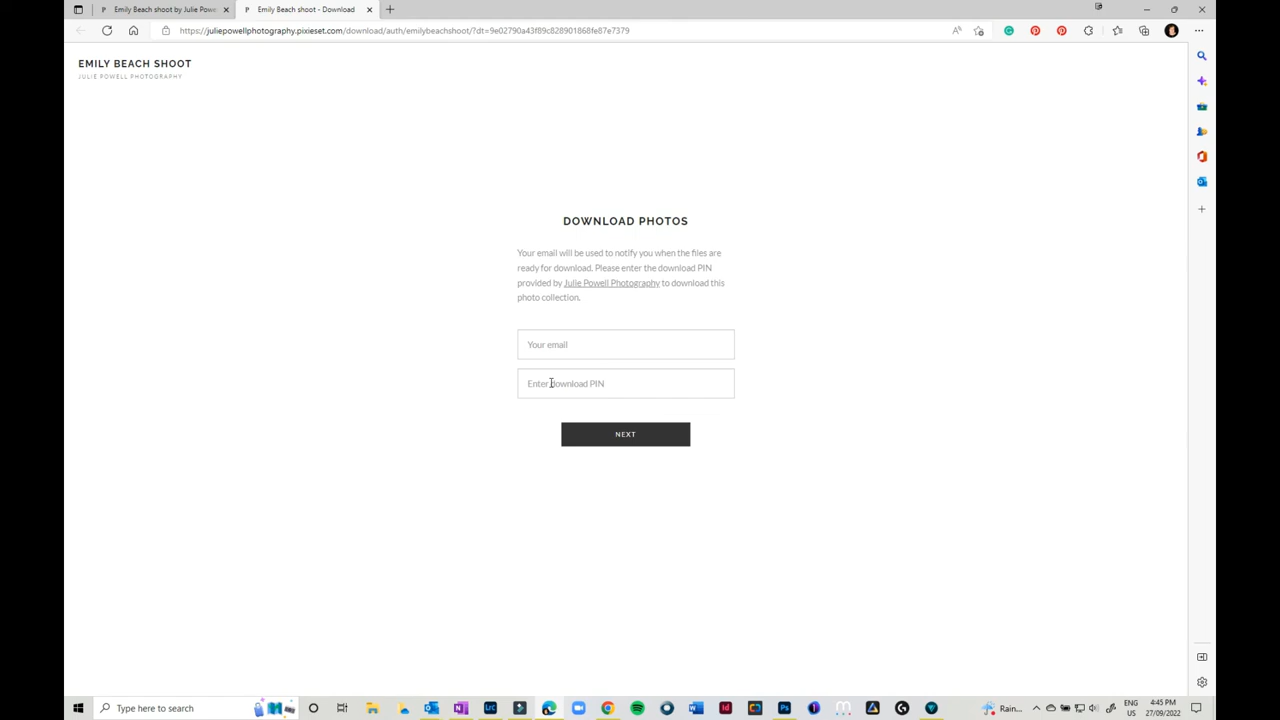 Emily Beach shoot by Julie Powe
Emily Beach shoot - Download
https://juliepowellphotography.pixieset.com/download/auth/emilybeachshoot/?dt=9e02790a43f89c828901868fe87e7379
EMILY BEACH SHOOT
JULIE POWELL PHOTOGRAPHY
DOWNLOAD PHOTOS
Your email will be used to notify you when the files are
ready for download. Please enter the download PIN
provided by Julie Powell Photography to download this
photo collection.
Your email
Enter download PIN
NEXT
Type here to search
Rain...
ENG
US
4:45 PM
27/09/2022